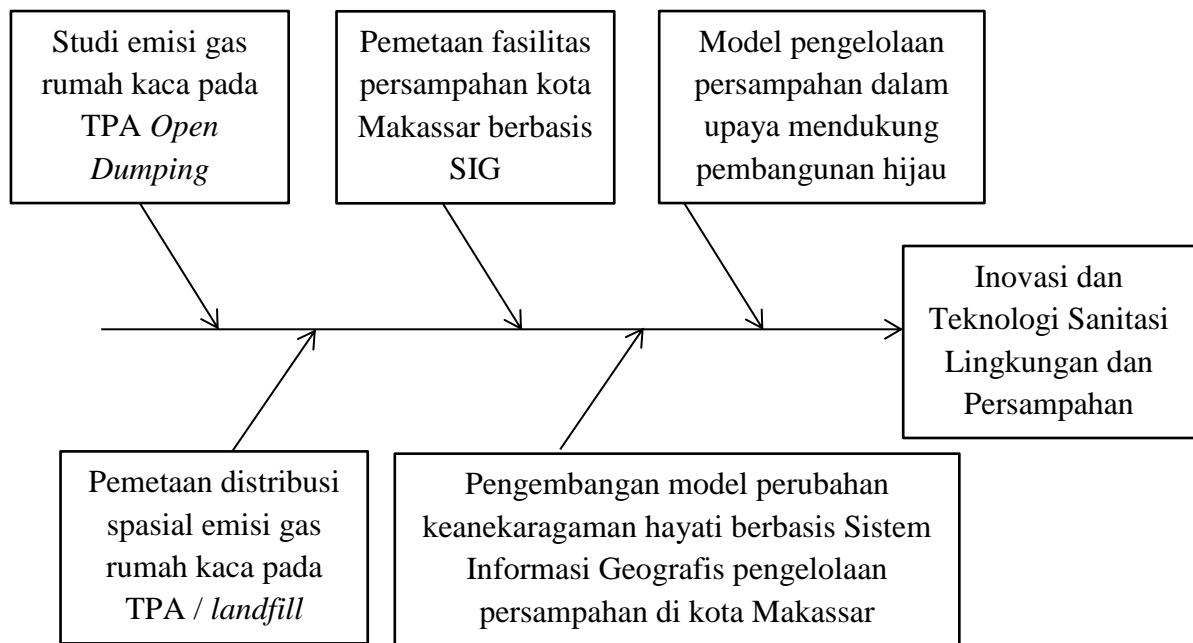 Studi emisi gas
rumah kaca pada
TPA Open
Dumping
Pemetaan fasilitas
persampahan kota
Makassar berbasis
SIG
Model pengelolaan
persampahan dalam
upaya mendukung
pembangunan hijau
Inovasi dan
Teknologi Sanitasi
Lingkungan dan
Persampahan
Pemetaan distribusi
spasial emisi gas
rumah kaca pada
TPA / landfill
Pengembangan model perubahan
keanekaragaman hayati berbasis Sistem
Informasi Geografis pengelolaan
persampahan di kota Makassar